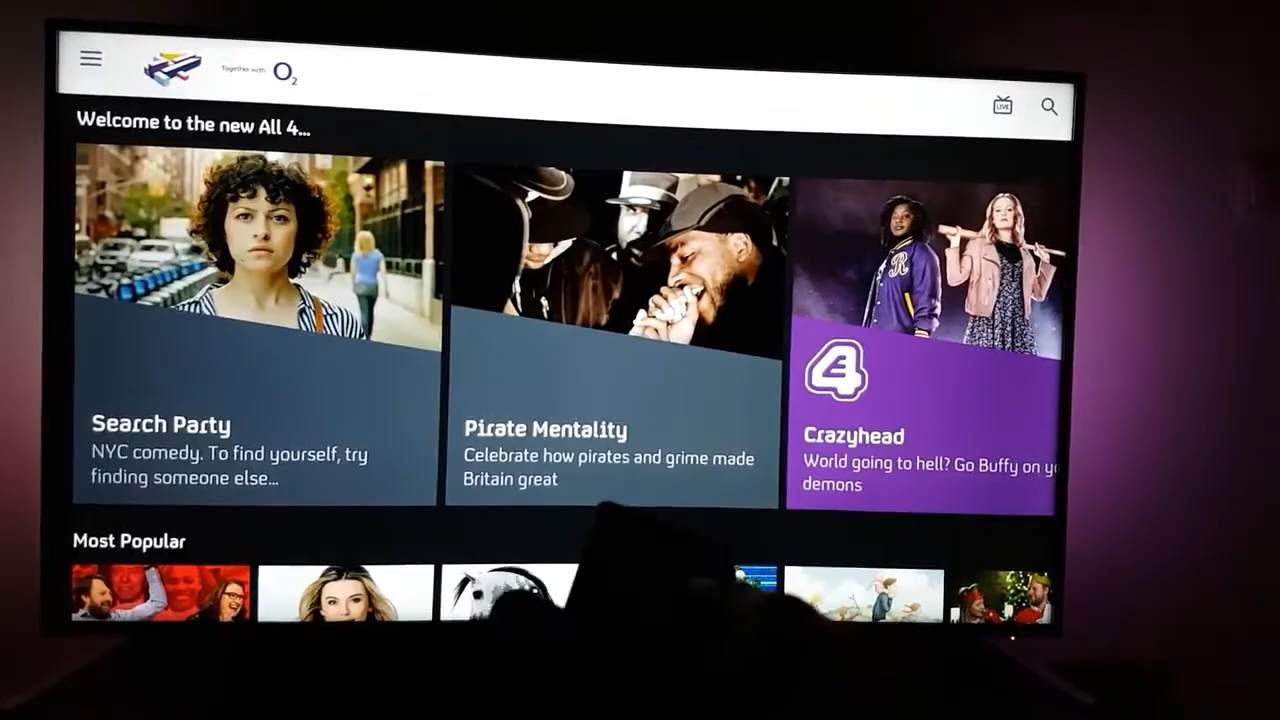 Together with O2
LIVE
Welcome to the new All 4...
Search Party
NYC comedy. To find yourself, try
finding someone else...
Pirate Mentality
Celebrate how pirates and grime made
Britain great
R
4
Crazyhead
World going to hell? Go Buffy on yo
demons
Most Popular